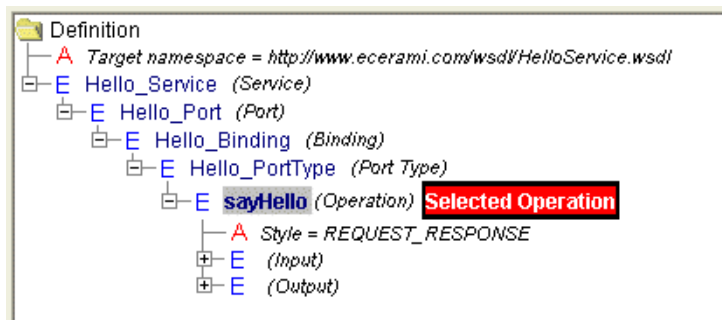 Definition
A Target namespace = http://www.ecerami.com/wsdl/HelloService.wsdl
E Hello_Service (Service)
E Hello_Port (Port)
E Hello_Binding (Binding)
E Hello_PortType (Port Type)
E sayHello (Operation) Selected Operation
A Style = REQUEST_RESPONSE
E (Input)
E (Output)